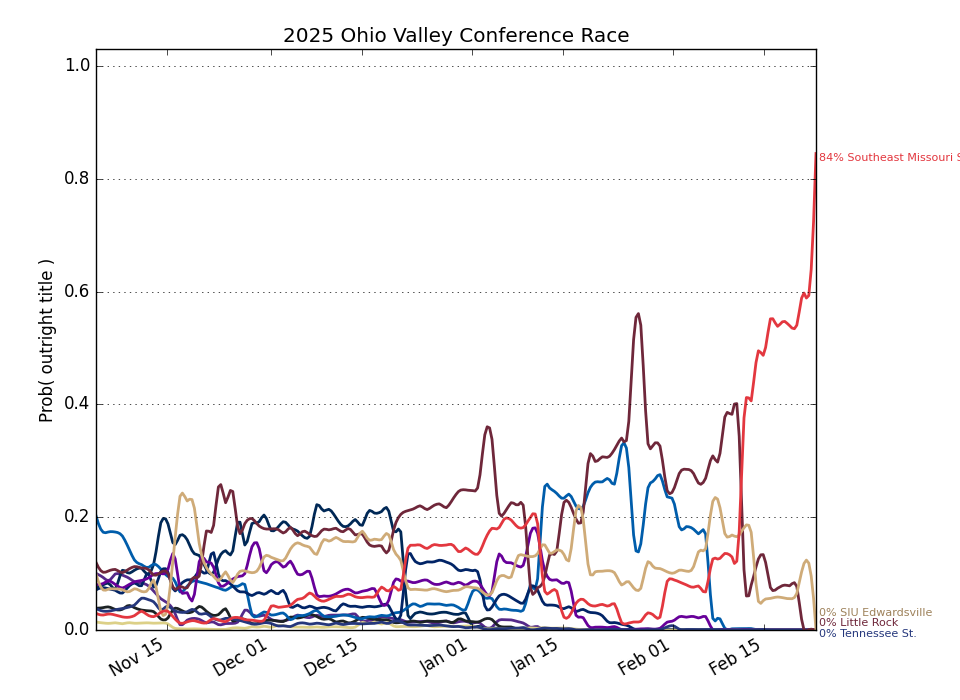 2025 Ohio Valley Conference Race
1.0
0.8
0.6
0.4
0.2
0.0
Prob( outright title )
84% Southeast Missouri S
0% SIU Edwardsville
0% Little Rock
0% Tennessee St.
Nov 15
Dec 01
Dec 15
Jan 01
Jan 15
Feb 01
Feb 15